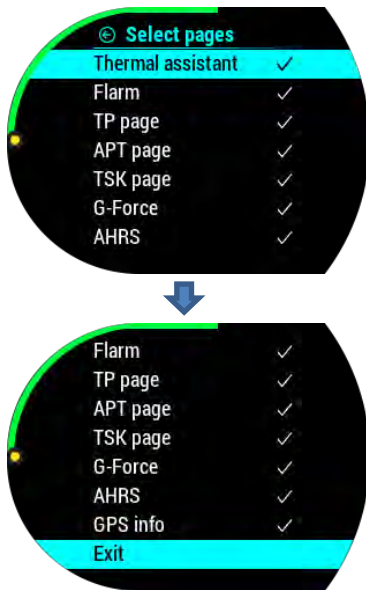 Select pages
Thermal assistant ✓
Flarm ✓
TP page ✓
APT page ✓
TSK page ✓
G-Force ✓
AHRS ✓
Flarm ✓
TP page ✓
APT page ✓
TSK page ✓
G-Force ✓
AHRS ✓
GPS info ✓
Exit